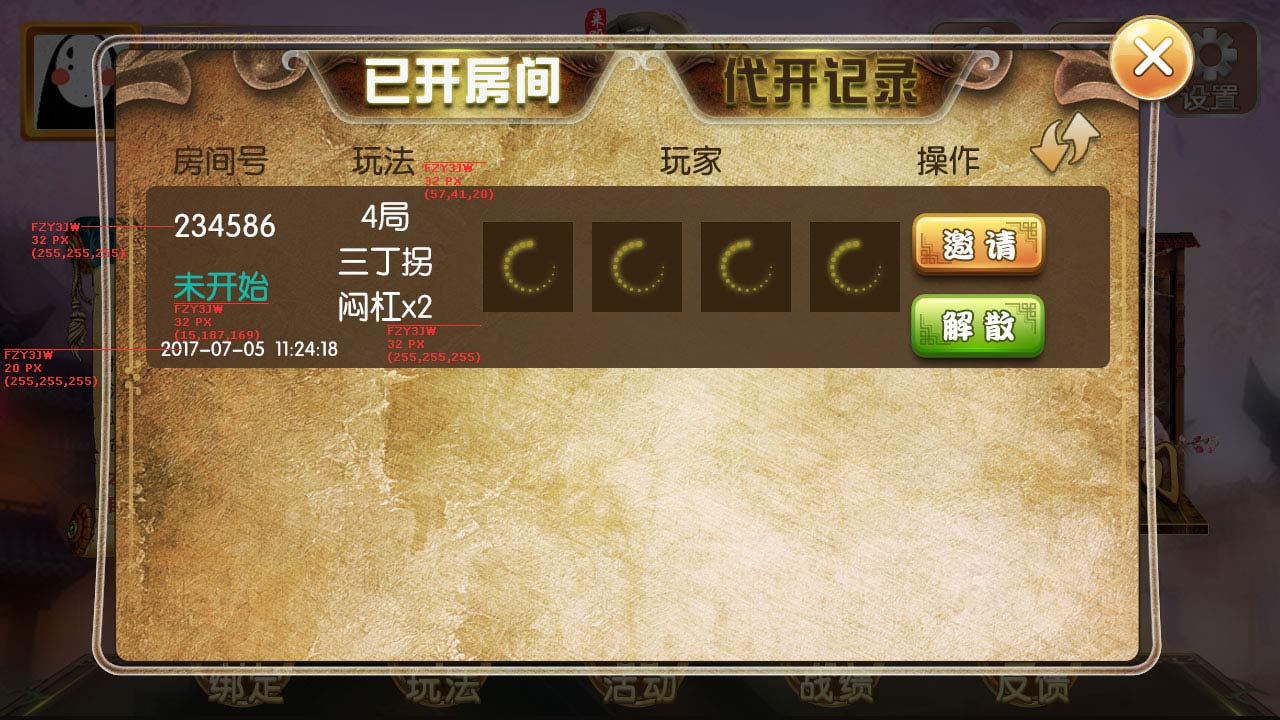 已开房间
代开记录
设置
房间号
玩法
玩家
操作
FZY3JW
32 PX
(57,41,20)
234586
4局
邀请
FZY3JW
32 PX
(255,255,255)
三丁拐
未开始
闷杠x2
解散
FZY3JW
32 PX
(15,187,169)
FZY3JW
32 PX
(255,255,255)
2017-07-05 11:24:18
FZY3JW
20 PX
(255,255,255)
绑定
玩法
活动
战绩
反馈